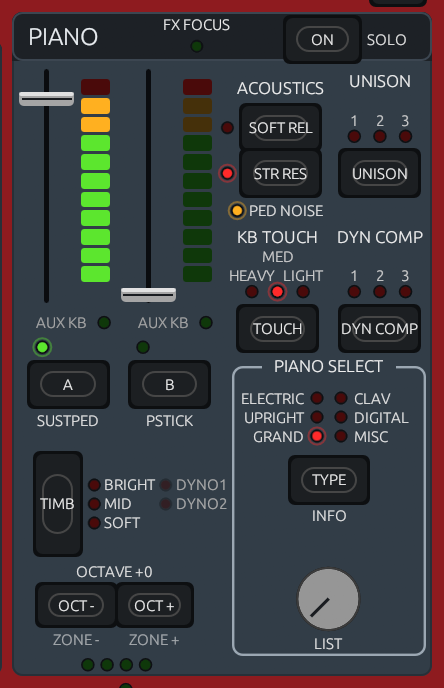 FX FOCUS
PIANO
ON
SOLO
ACOUSTICS
SOFT REL
STR RES
PED NOISE
UNISON
1 2 3
UNISON
KB TOUCH
MED
HEAVY LIGHT
TOUCH
DYN COMP
1 2 3
DYN COMP
AUX KB
AUX KB
A
B
SUSTPED
PSTICK
TIMB
BRIGHT
MID
SOFT
DYNO1
DYNO2
OCTAVE +0
OCT -
OCT +
ZONE -
ZONE +
PIANO SELECT
ELECTRIC CLAV
UPRIGHT DIGITAL
GRAND MISC
TYPE
INFO
LIST